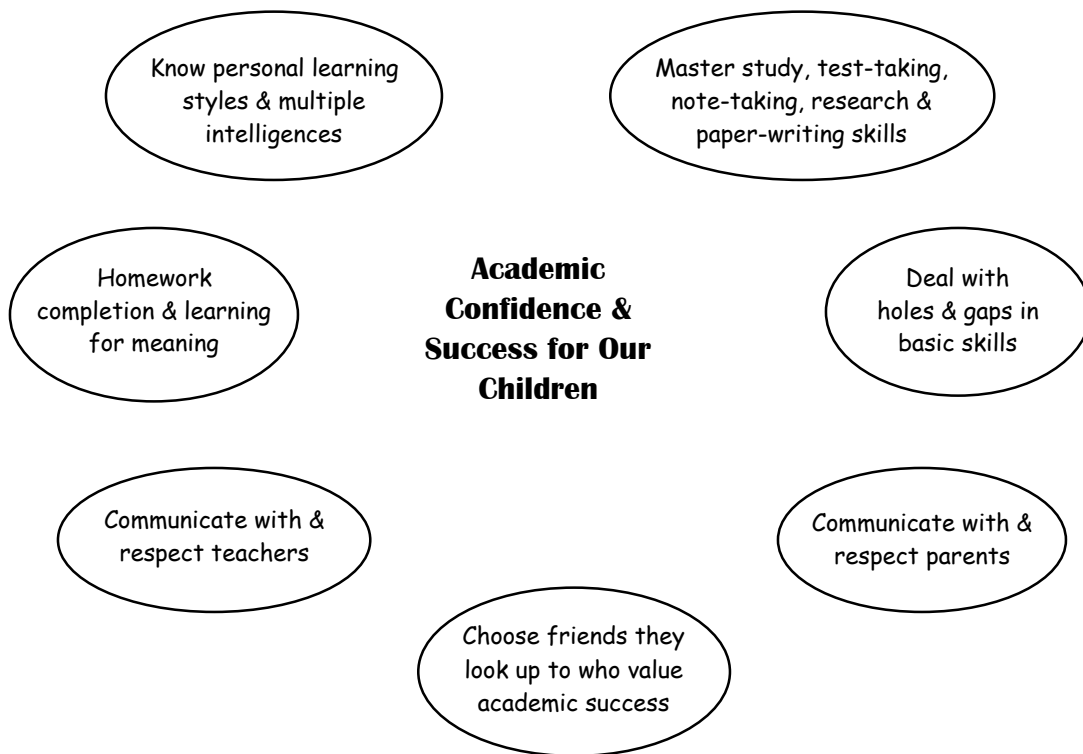 Know personal learning
styles & multiple
intelligences
Master study, test-taking,
note-taking, research &
paper-writing skills
Homework
completion & learning
for meaning
Academic
Confidence &
Success for Our
Children
Deal with
holes & gaps in
basic skills
Communicate with &
respect teachers
Communicate with &
respect parents
Choose friends they
look up to who value
academic success